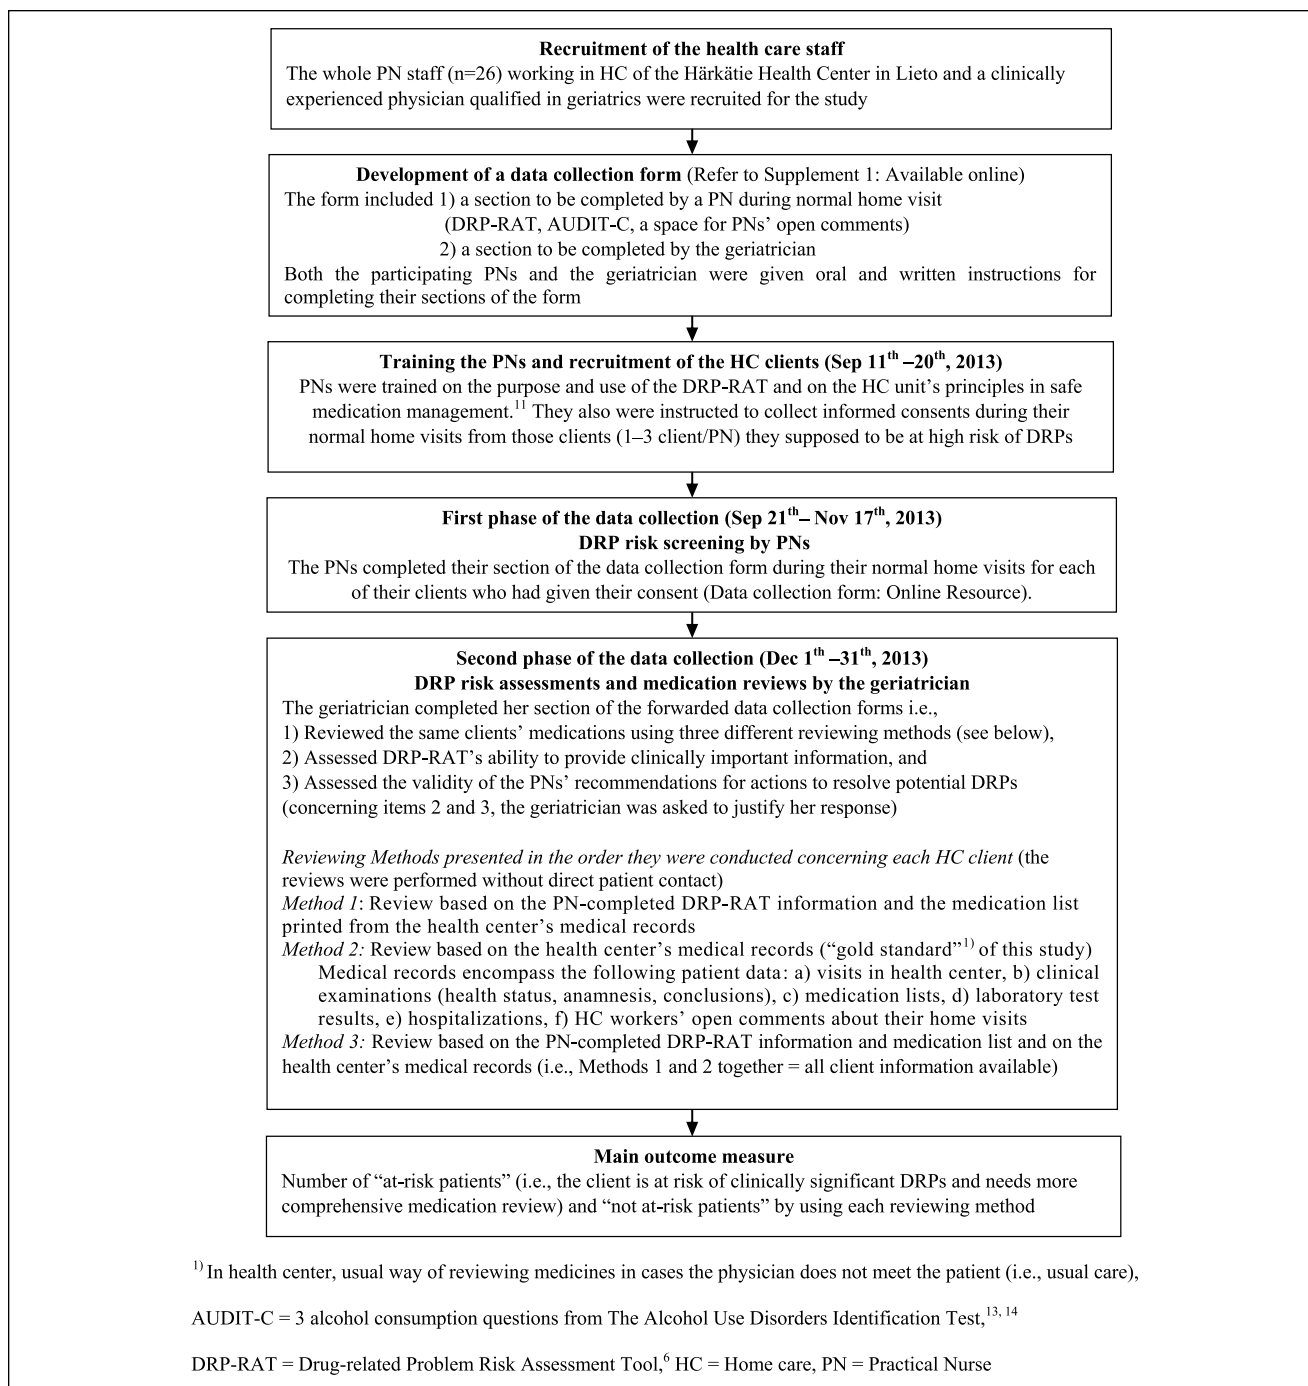 Recruitment of the health care staff
The whole PN staff (n=26) working in HC of the Härkätie Health Center in Lieto and a clinically
experienced physician qualified in geriatrics were recruited for the study
Development of a data collection form (Refer to Supplement 1: Available online)
The form included 1) a section to be completed by a PN during normal home visit
(DRP-RAT, AUDIT-C, a space for PNs' open comments)
2) a section to be completed by the geriatrician
Both the participating PNs and the geriatrician were given oral and written instructions for
completing their sections of the form
Training the PNs and recruitment of the HC clients (Sep 11th –20th, 2013)
PNs were trained on the purpose and use of the DRP-RAT and on the HC unit's principles in safe
medication management.11 They also were instructed to collect informed consents during their
normal home visits from those clients (1–3 client/PN) they supposed to be at high risk of DRPs
First phase of the data collection (Sep 21th– Nov 17th, 2013)
DRP risk screening by PNs
The PNs completed their section of the data collection form during their normal home visits for each
of their clients who had given their consent (Data collection form: Online Resource).
Second phase of the data collection (Dec 1th –31th, 2013)
DRP risk assessments and medication reviews by the geriatrician
The geriatrician completed her section of the forwarded data collection forms i.e.,
1) Reviewed the same clients' medications using three different reviewing methods (see below),
2) Assessed DRP-RAT's ability to provide clinically important information, and
3) Assessed the validity of the PNs' recommendations for actions to resolve potential DRPs
(concerning items 2 and 3, the geriatrician was asked to justify her response)
Reviewing Methods presented in the order they were conducted concerning each HC client (the
reviews were performed without direct patient contact)
Method 1: Review based on the PN-completed DRP-RAT information and the medication list
printed from the health center's medical records
Method 2: Review based on the health center's medical records ("gold standard"1) of this study)
Medical records encompass the following patient data: a) visits in health center, b) clinical
examinations (health status, anamnesis, conclusions), c) medication lists, d) laboratory test
results, e) hospitalizations, f) HC workers' open comments about their home visits
Method 3: Review based on the PN-completed DRP-RAT information and medication list and on the
health center's medical records (i.e., Methods 1 and 2 together = all client information available)
Main outcome measure
Number of "at-risk patients" (i.e., the client is at risk of clinically significant DRPs and needs more
comprehensive medication review) and "not at-risk patients" by using each reviewing method
1) In health center, usual way of reviewing medicines in cases the physician does not meet the patient (i.e., usual care),
AUDIT-C = 3 alcohol consumption questions from The Alcohol Use Disorders Identification Test,13, 14
DRP-RAT = Drug-related Problem Risk Assessment Tool,6 HC = Home care, PN = Practical Nurse